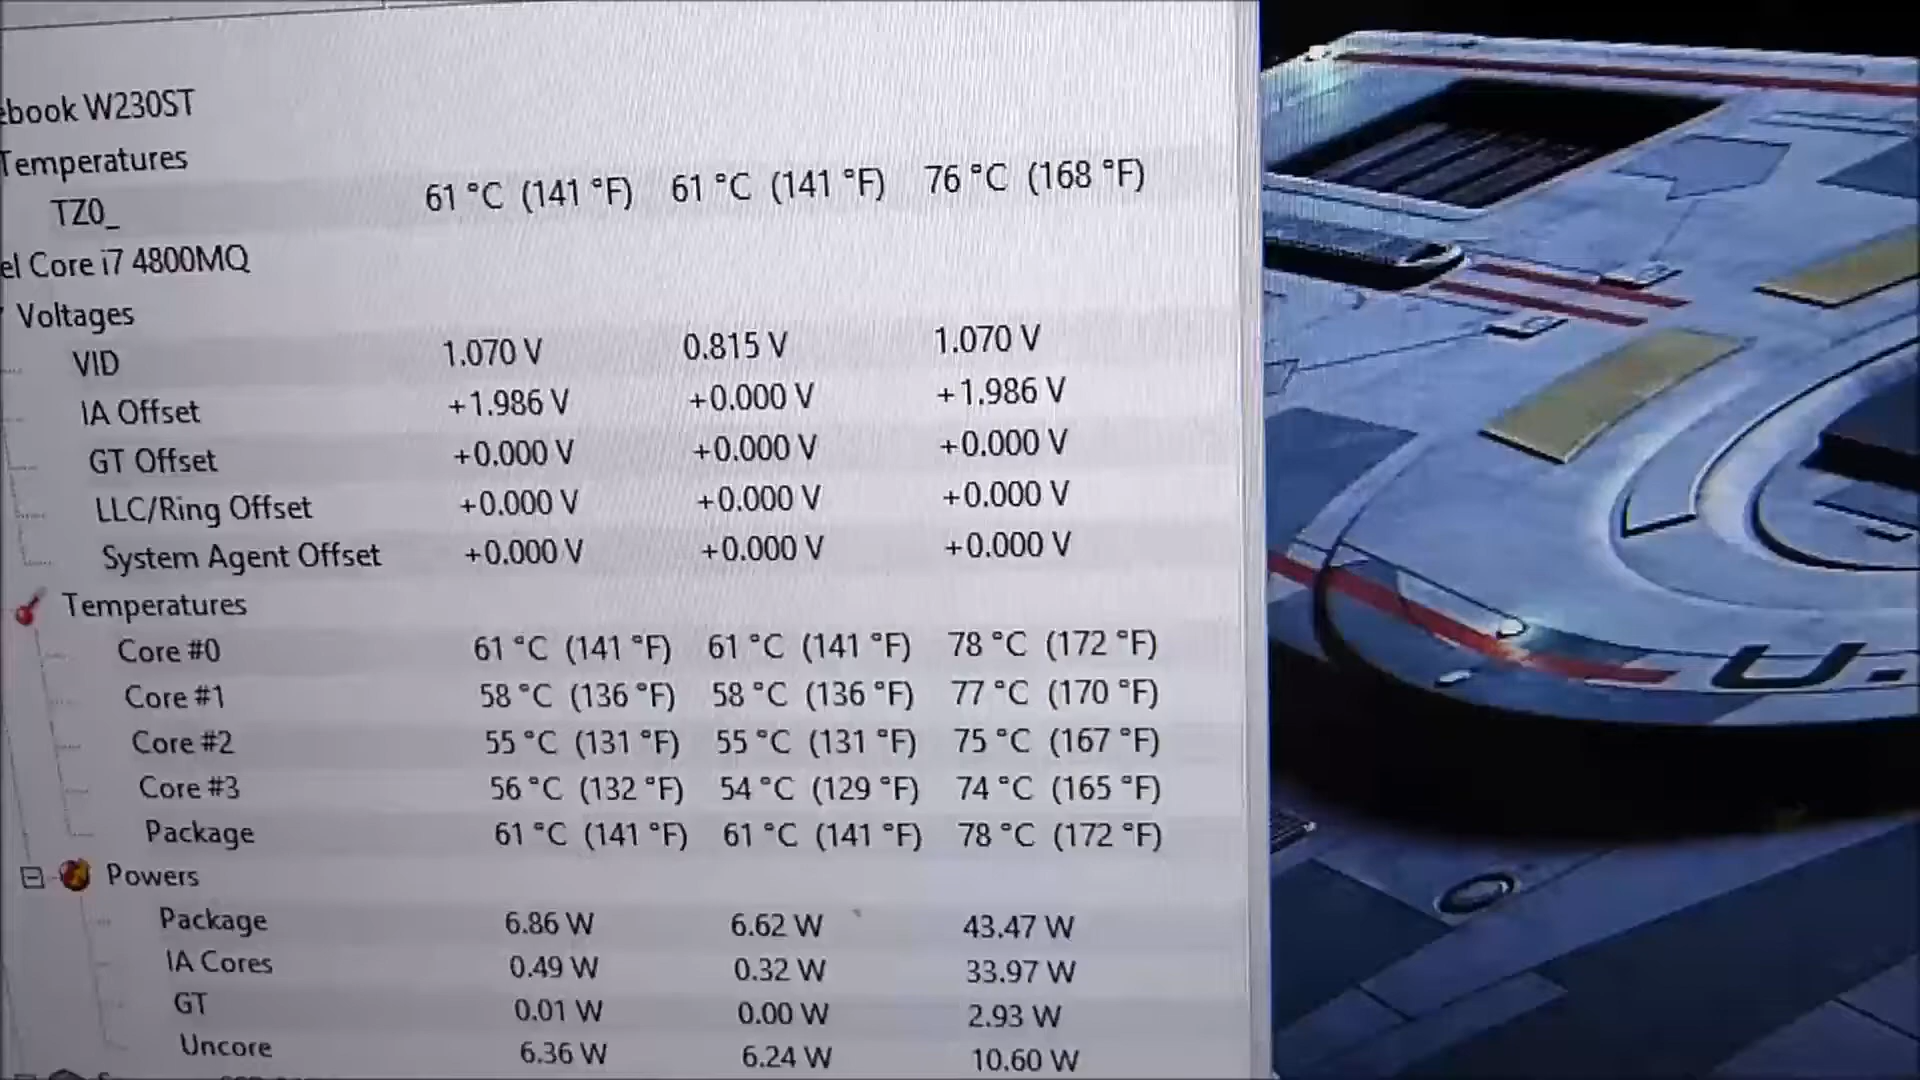 ebook W230ST
Temperatures
TZ0_ 61 °C (141 °F) 61 °C (141 °F) 76 °C (168 °F)
el Core i7 4800MQ
Voltages
VID 1.070 V 0.815 V 1.070 V
IA Offset +1.986 V +0.000 V +1.986 V
GT Offset +0.000 V +0.000 V +0.000 V
LLC/Ring Offset +0.000 V +0.000 V +0.000 V
System Agent Offset +0.000 V +0.000 V +0.000 V
Temperatures
Core #0 61 °C (141 °F) 61 °C (141 °F) 78 °C (172 °F)
Core #1 58 °C (136 °F) 58 °C (136 °F) 77 °C (170 °F)
Core #2 55 °C (131 °F) 55 °C (131 °F) 75 °C (167 °F)
Core #3 56 °C (132 °F) 54 °C (129 °F) 74 °C (165 °F)
Package 61 °C (141 °F) 61 °C (141 °F) 78 °C (172 °F)
Powers
Package 6.86 W 6.62 W 43.47 W
IA Cores 0.49 W 0.32 W 33.97 W
GT 0.01 W 0.00 W 2.93 W
Uncore 6.36 W 6.24 W 10.60 W
U.